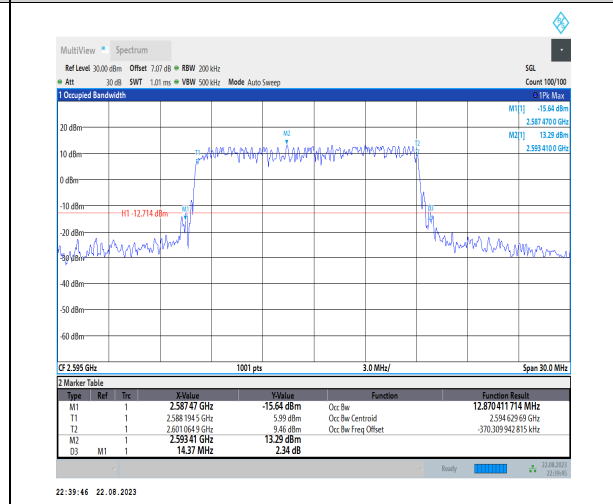 MultiView Spectrum
Ref Level 30.00 dBm Offset 7.07 dB RBW 200 kHz SGL
Att 30 dB SWT 1.01 ms VBW 500 kHz Mode Auto Sweep Count 100/100
1 Occupied Bandwidth 1Pk Max
M1[1] -15.64 dBm
2.587 470 0 GHz
20 dBm M2 M2[1] 13.29 dBm
2.593 410 0 GHz
T1 T2
10 dBm
0 dBm
-10 dBm
H1 -12.714 dBm M1 D3
-20 dBm
-30 dBm
-40 dBm
-50 dBm
-60 dBm
CF 2.595 GHz 1001 pts 3.0 MHz/ Span 30.0 MHz
2 Marker Table
Type Ref Trc X-Value Y-Value Function Function Result
M1 1 2.587 47 GHz -15.64 dBm Occ Bw 12.870 411 714 MHz
T1 1 2.588 194 5 GHz 5.99 dBm Occ Bw Centroid 2.594 629 69 GHz
T2 1 2.601 064 9 GHz 9.46 dBm Occ Bw Freq Offset -370.309 942 815 kHz
M2 1 2.593 41 GHz 13.29 dBm
D3 M1 1 14.37 MHz 2.34 dB
Ready 22.08.2023
22:39:45
22:39:46 22.08.2023